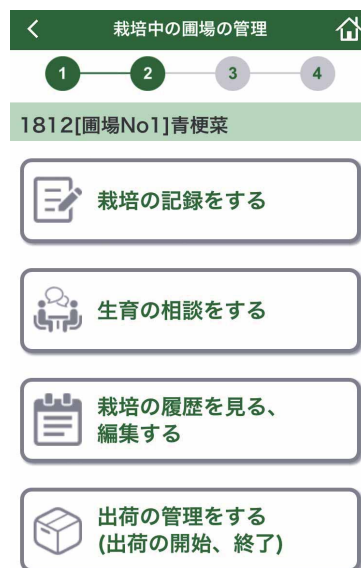 栽培中の圃場の管理
1 2 3 4
1812[圃場No1]青梗菜
栽培の記録をする
生育の相談をする
栽培の履歴を見る、
編集する
出荷の管理をする
(出荷の開始、終了)